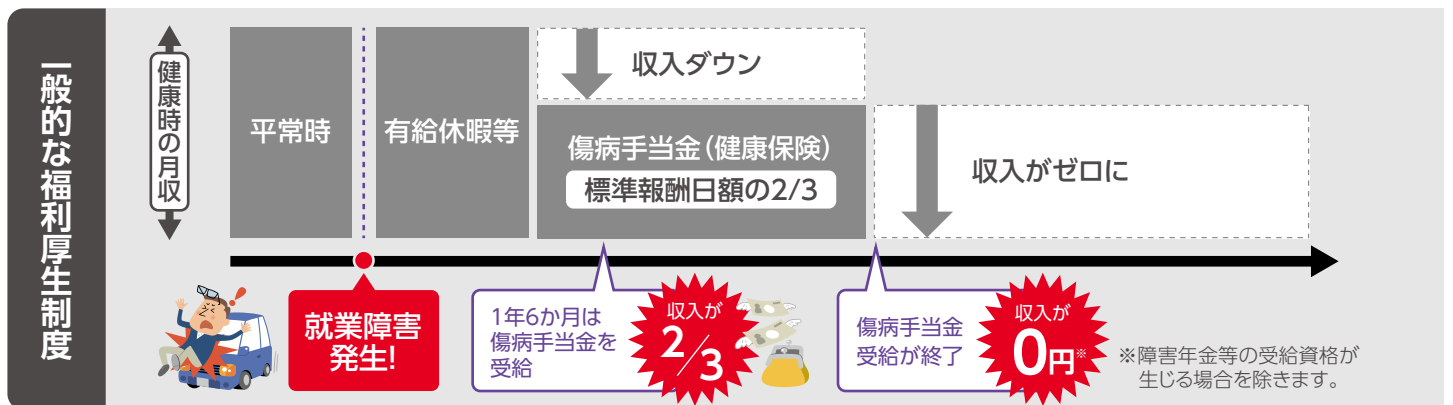 一般的な福利厚生制度
健康時の月収
平常時
有給休暇等
収入ダウン
傷病手当金(健康保険)
標準報酬日額の2/3
収入がゼロに
就業障害
発生!
1年6か月は
傷病手当金を
受給
収入が
2/3
傷病手当金
受給が終了
収入が
0円※
※障害年金等の受給資格が
生じる場合を除きます。